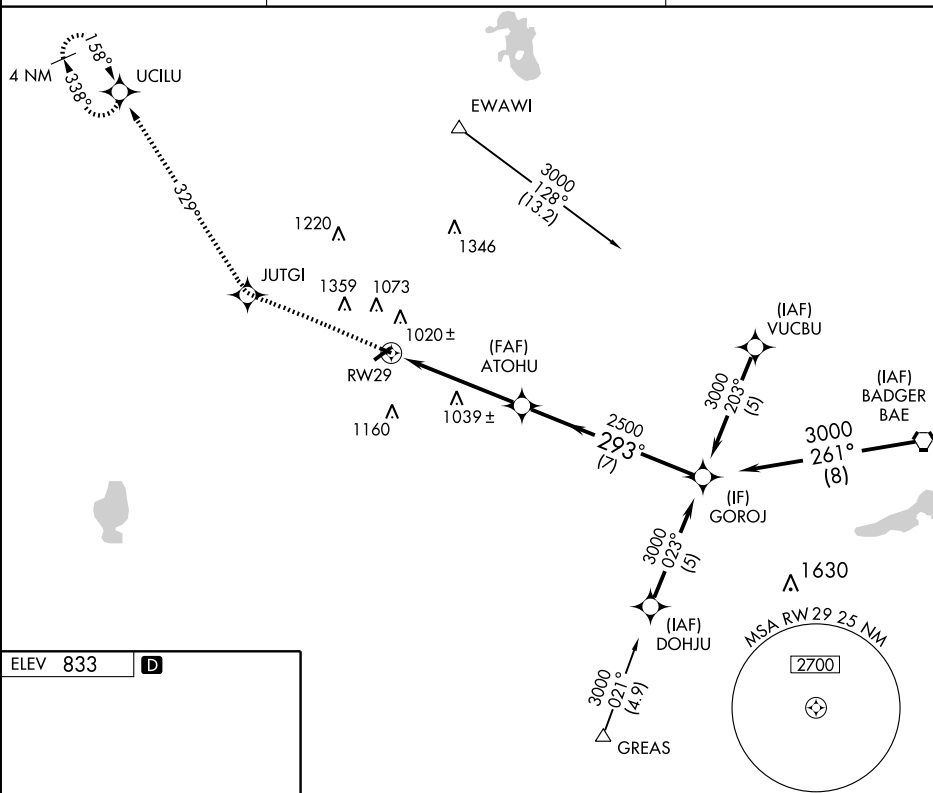 158°
4 NM
338°
UCILU
EWAWI
3000
128°
(13.2)
329°
1220
1346
JUTGI
1359
1073
1020±
RW29
(FAF)
ATOHU
(IAF)
VUCBU
3000
203°
(5)
(IAF)
BADGER
BAE
1160
1039±
2500
293°
(7)
3000
261°
(8)
(IF)
GOROJ
3000
023°
(5)
1630
(IAF)
DOHJU
MSA RW 29 25 NM
2700
ELEV 833
D
3000
021°
(4.9)
GREAS